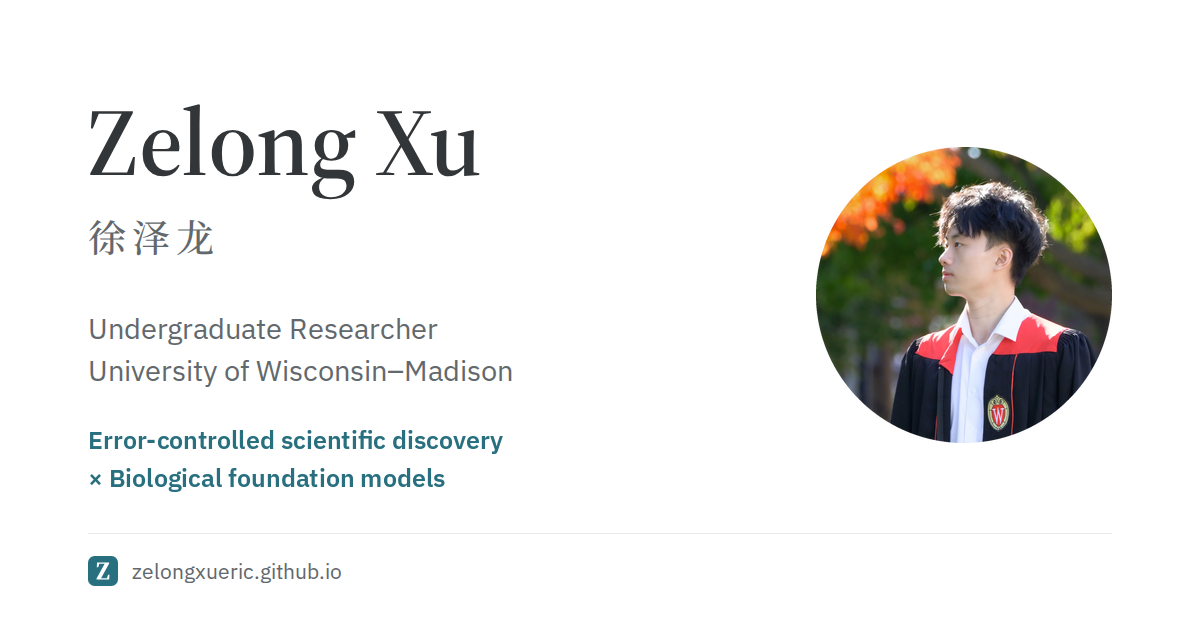 Zelong Xu
徐泽龙
Undergraduate Researcher
University of Wisconsin–Madison
Error-controlled scientific discovery
× Biological foundation models
Z zelongxueric.github.io
W